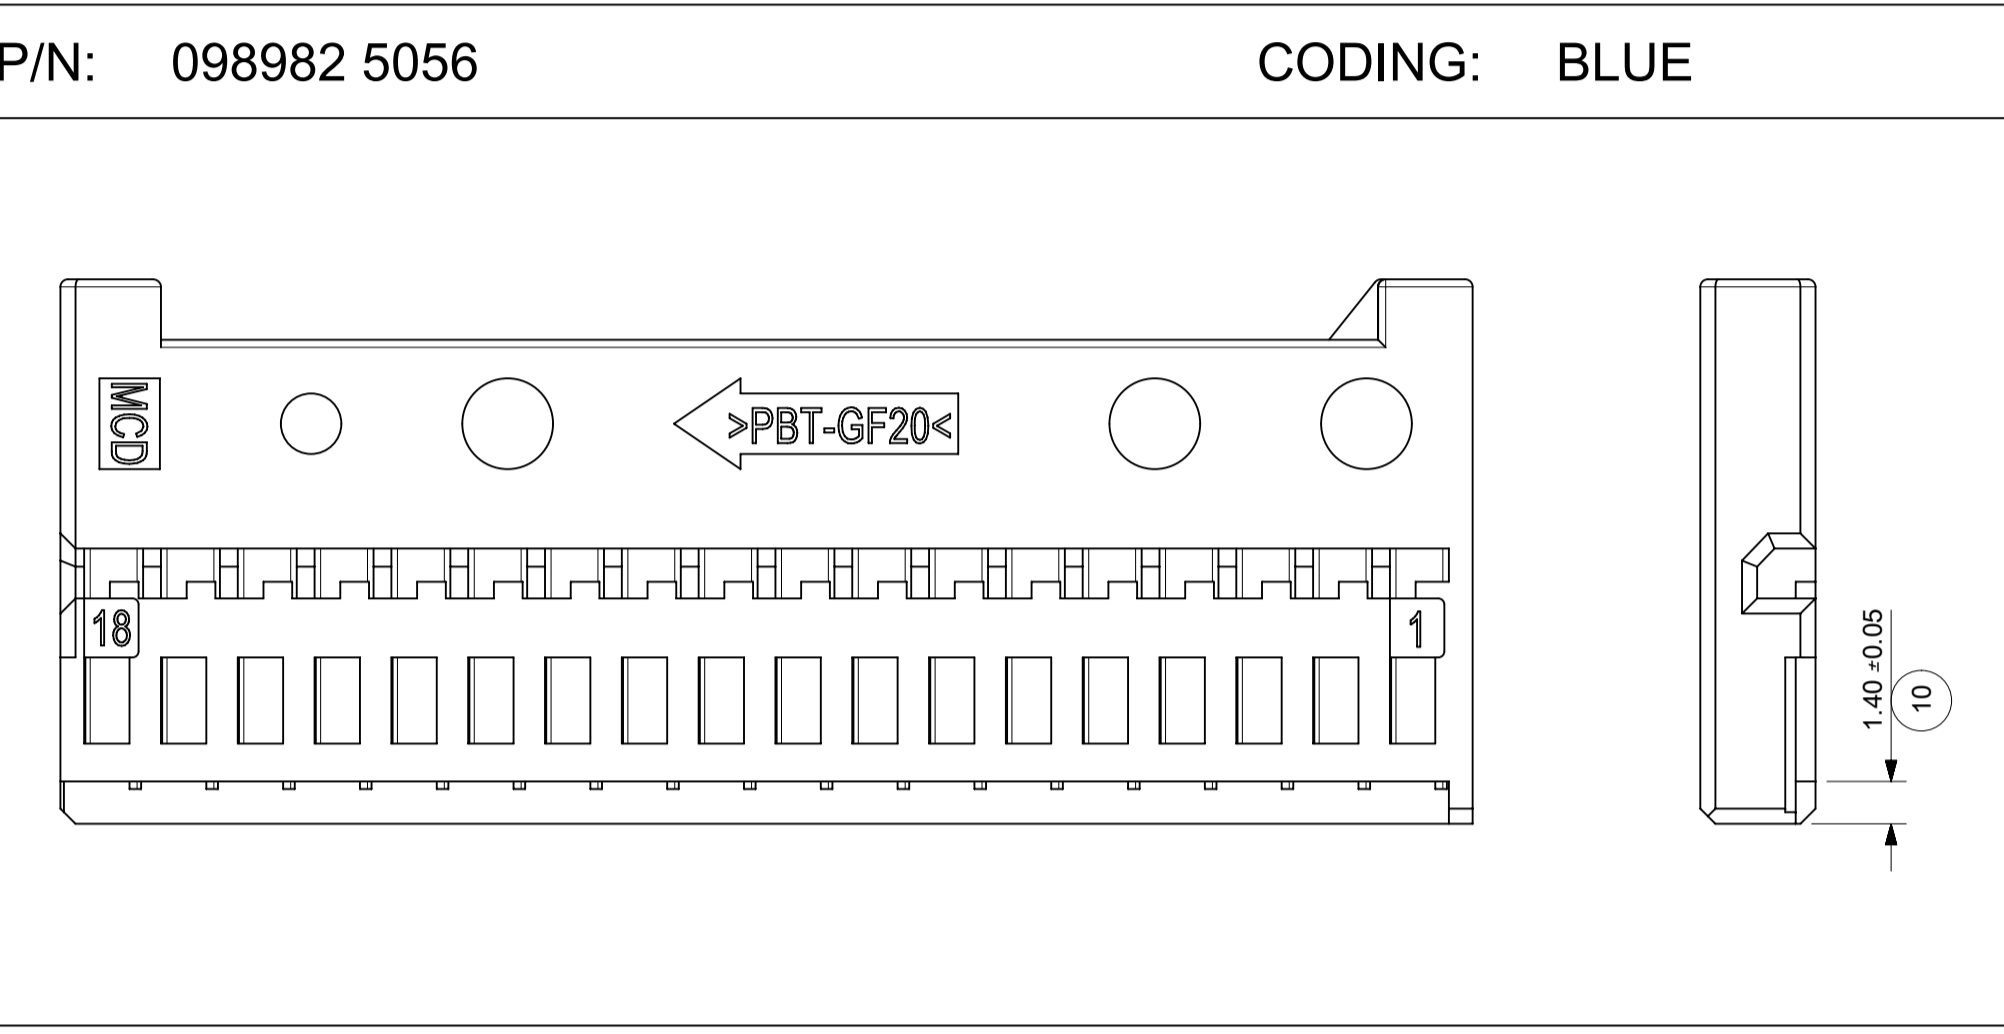 P/N: 098982 5056
CODING: BLUE
MCD
>PBT-GF20<
18
1
1.40 ±0.05
10